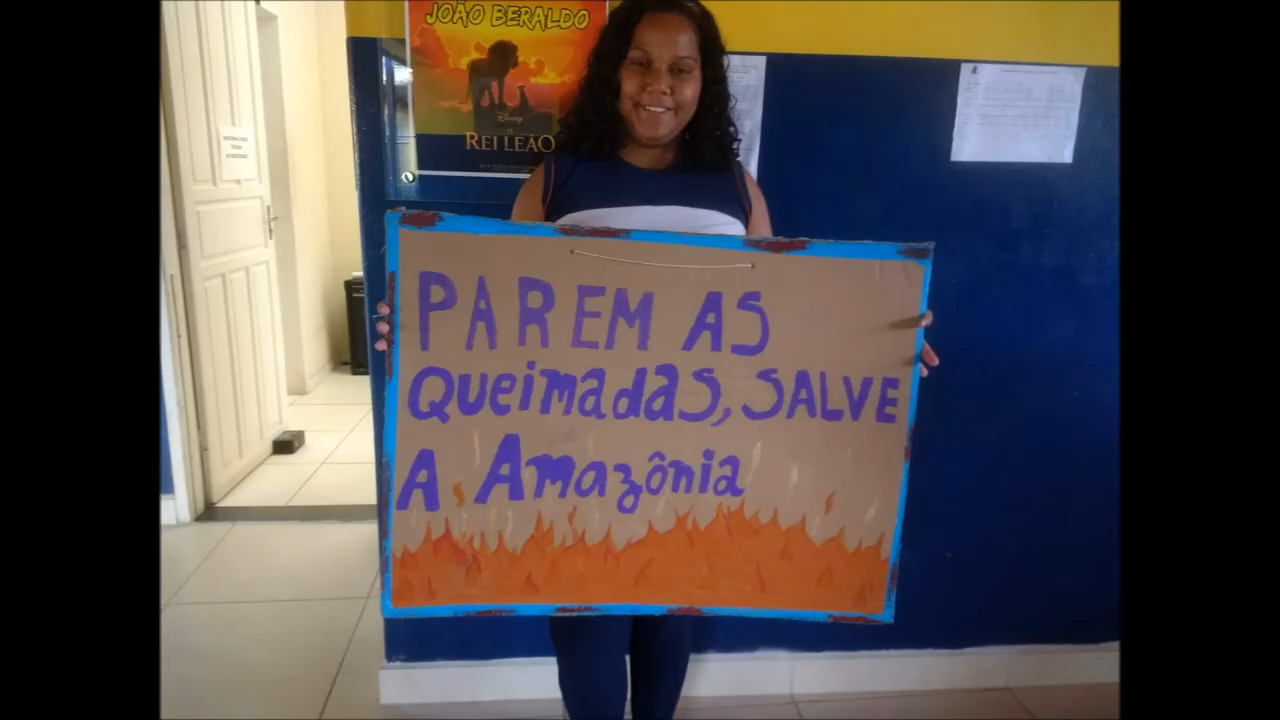 JOÃO BERALDO
Disney
O
REI LEÃO
PAREM AS
QUEIMADAS, SALVE
A AMAZÔNIA